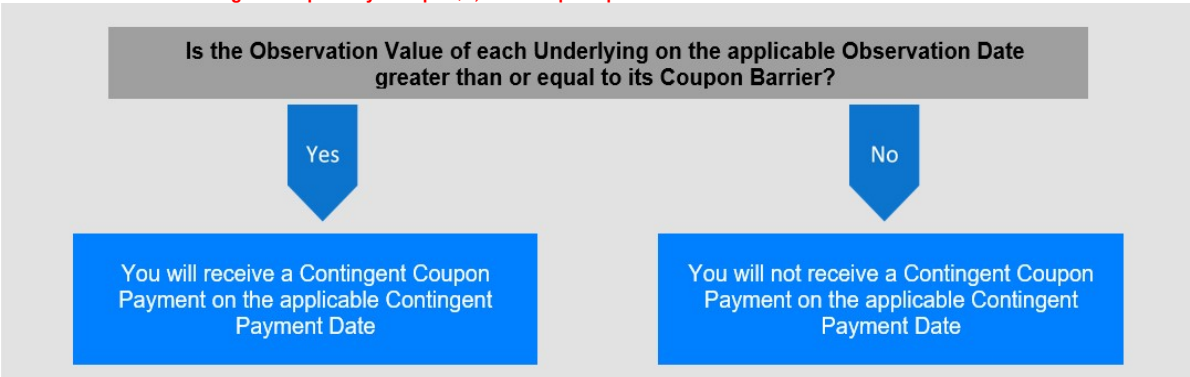 Is the Observation Value of each Underlying on the applicable Observation Date
greater than or equal to its Coupon Barrier?
Yes
No
You will receive a Contingent Coupon
Payment on the applicable Contingent
Payment Date
You will not receive a Contingent Coupon
Payment on the applicable Contingent
Payment Date